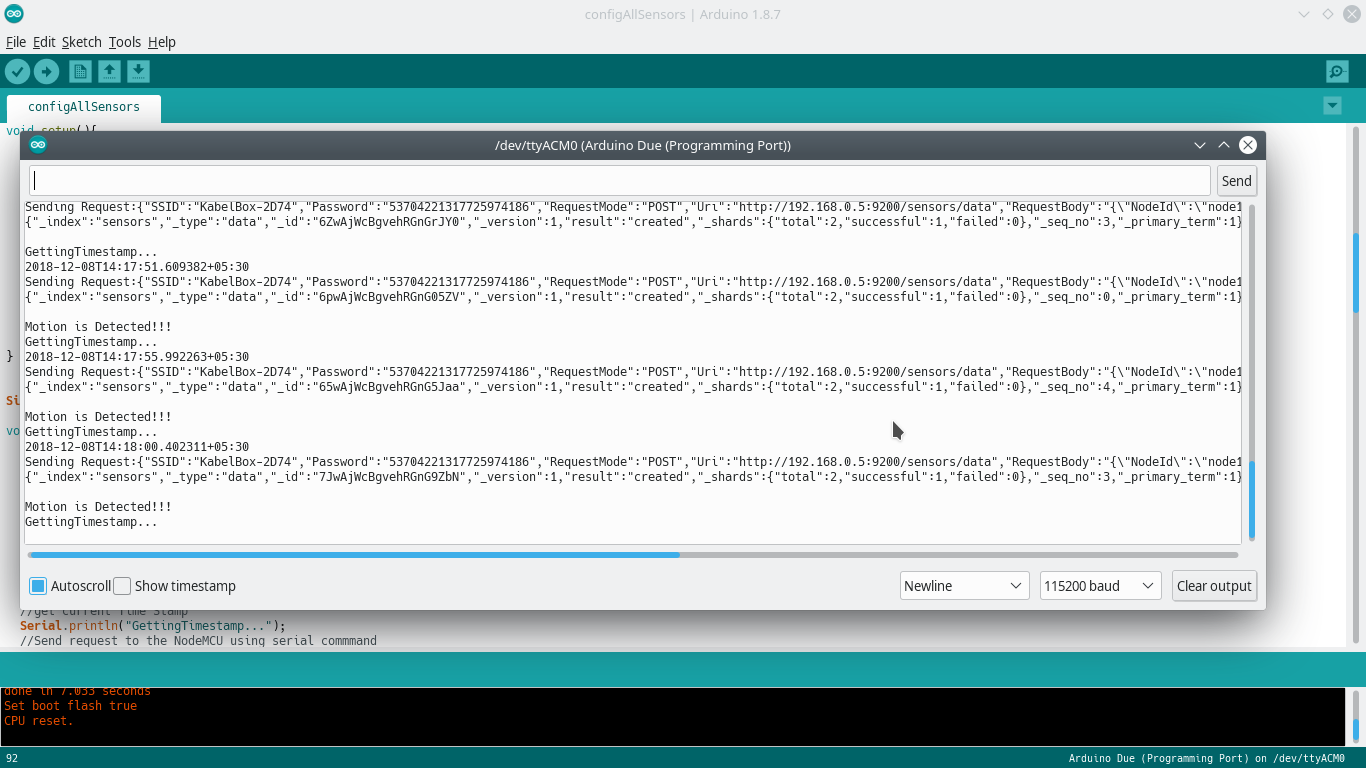 configAllSensors | Arduino 1.8.7
File Edit Sketch Tools Help
configAllSensors
void setup(){
/dev/ttyACM0 (Arduino Due (Programming Port))
Send
Sending Request:{"SSID":"KabelBox-2D74","Password":"53704221317725974186","RequestMode":"POST","Uri":"http://192.168.0.5:9200/sensors/data","RequestBody":"{\"NodeId\":\"node1
{"_index":"sensors","_type":"data","_id":"6ZwAjWcBgvehRGnGrJY0","_version":1,"result":"created","_shards":{"total":2,"successful":1,"failed":0},"_seq_no":3,"_primary_term":1}
GettingTimestamp...
2018-12-08T14:17:51.609382+05:30
Sending Request:{"SSID":"KabelBox-2D74","Password":"53704221317725974186","RequestMode":"POST","Uri":"http://192.168.0.5:9200/sensors/data","RequestBody":"{\"NodeId\":\"node1
{"_index":"sensors","_type":"data","_id":"6pwAjWcBgvehRGnG05ZV","_version":1,"result":"created","_shards":{"total":2,"successful":1,"failed":0},"_seq_no":0,"_primary_term":1}
Motion is Detected!!!
GettingTimestamp...
2018-12-08T14:17:55.992263+05:30
Sending Request:{"SSID":"KabelBox-2D74","Password":"53704221317725974186","RequestMode":"POST","Uri":"http://192.168.0.5:9200/sensors/data","RequestBody":"{\"NodeId\":\"node1
{"_index":"sensors","_type":"data","_id":"65wAjWcBgvehRGnG5Jaa","_version":1,"result":"created","_shards":{"total":2,"successful":1,"failed":0},"_seq_no":4,"_primary_term":1}
Motion is Detected!!!
GettingTimestamp...
2018-12-08T14:18:00.402311+05:30
Sending Request:{"SSID":"KabelBox-2D74","Password":"53704221317725974186","RequestMode":"POST","Uri":"http://192.168.0.5:9200/sensors/data","RequestBody":"{\"NodeId\":\"node1
{"_index":"sensors","_type":"data","_id":"7JwAjWcBgvehRGnG9ZbN","_version":1,"result":"created","_shards":{"total":2,"successful":1,"failed":0},"_seq_no":3,"_primary_term":1}
Motion is Detected!!!
GettingTimestamp...
}
Si
vo
Autoscroll Show timestamp Newline 115200 baud Clear output
//get Current Time Stamp
Serial.println("GettingTimestamp...");
//Send request to the NodeMCU using serial commmand
done in 7.033 seconds
Set boot flash true
CPU reset.
92 Arduino Due (Programming Port) on /dev/ttyACM0